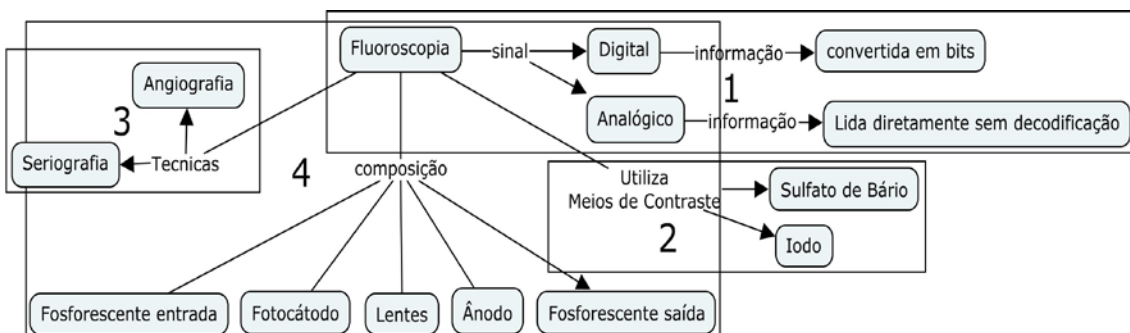 Fluoroscopia
sinal
Digital
informação
convertida em bits
1
Analógico
informação
Lida diretamente sem decodificação
Angiografia
3
Seriografia
Tecnicas
4
composição
Utiliza
Meios de Contraste
Sulfato de Bário
2
Iodo
Fosforescente entrada
Fotocátodo
Lentes
Ânodo
Fosforescente saída